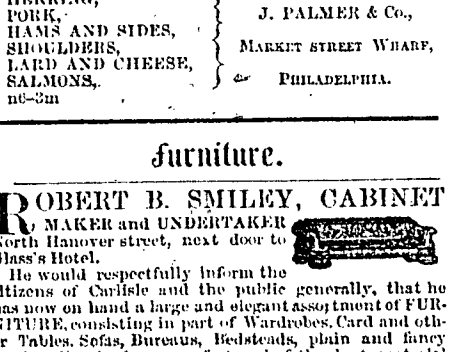 PORK,
HAMS AND SIDES,
SHOULDERS,
LARD AND CHEESE,
SALMONS,
n6-3m
J. PALMER & Co.,
MARKET STREET WHARF,
PHILADELPHIA.
Furniture.
ROBERT B. SMILEY, CABINET
MAKER and UNDERTAKER
North Hanover street, next door to
Glass's Hotel.
He would respectfully inform the
citizens of Carlisle and the public generally, that he
has now on hand a large and elegant assortment of FUR-
NITURE, consisting in part of Wardrobes, Card and oth-
er Tables, Sofas, Bureaus, Bedsteads, plain and fancy